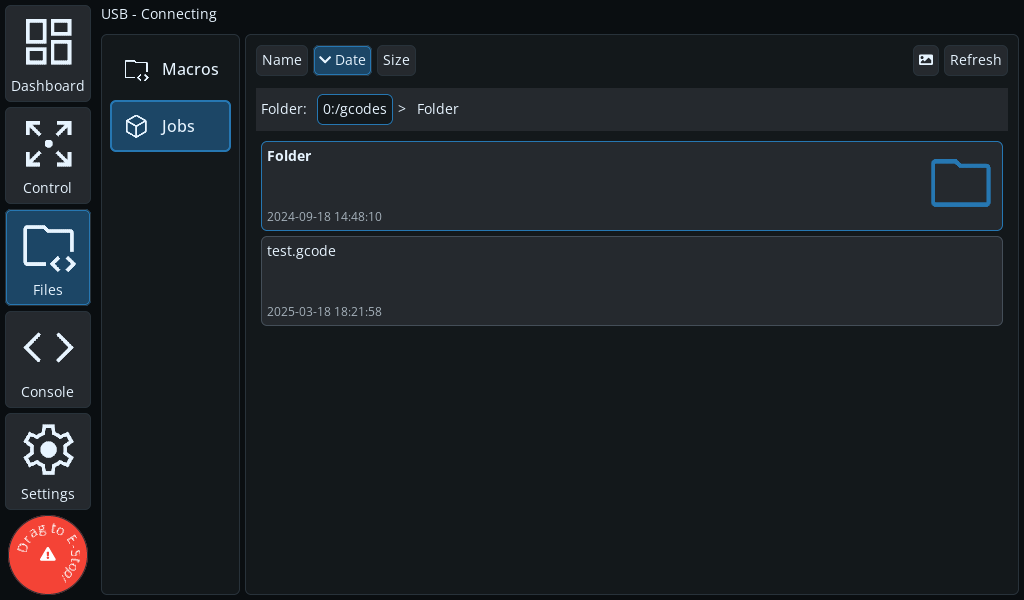 USB - Connecting
Dashboard
Control
Files
Console
Settings
Drag to E-Stop!
Macros
Jobs
Name
Date
Size
Refresh
Folder:
0:/gcodes
>
Folder
Folder
2024-09-18 14:48:10
test.gcode
2025-03-18 18:21:58